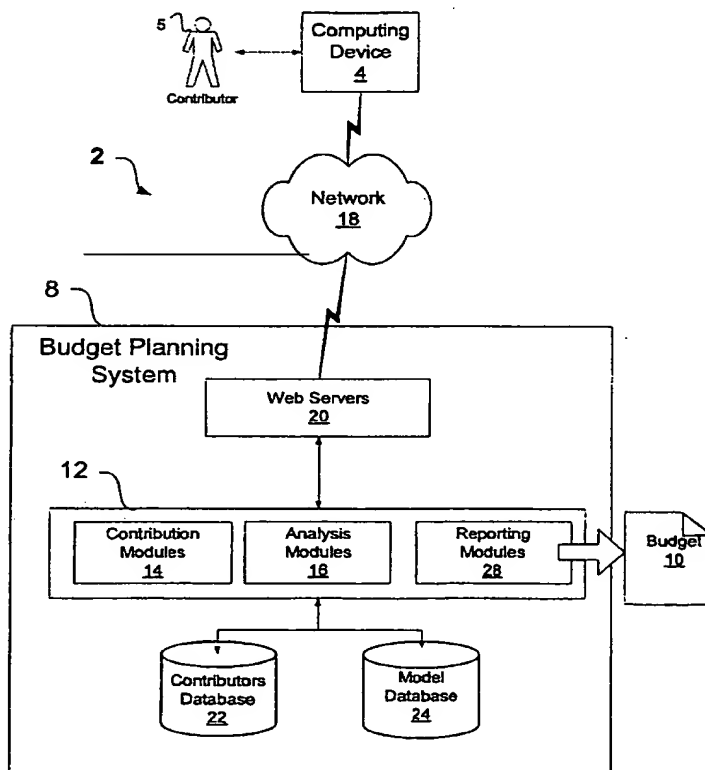 5
Contributor
Computing
Device
4
2
Network
18
8
Budget Planning
System
Web Servers
20
12
Contribution
Modules
14
Analysis
Modules
16
Reporting
Modules
28
Budget
10
Contributors
Database
22
Model
Database
24